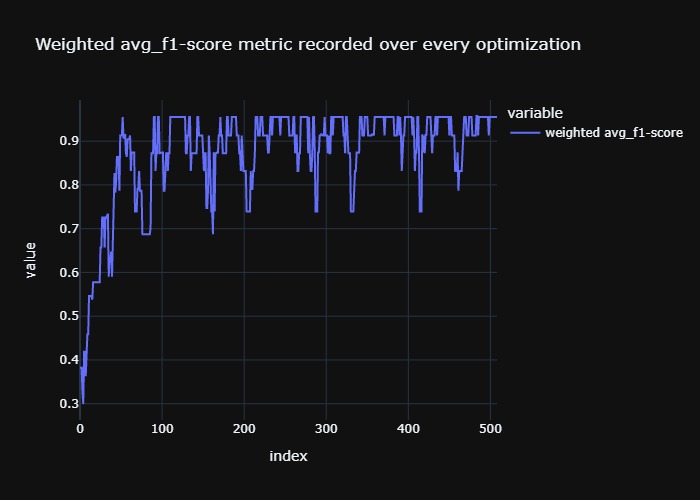 Weighted avg_f1-score metric recorded over every optimization
variable
weighted avg_f1-score
0.9
0.8
0.7
0.6
0.5
0.4
0.3
value
0 100 200 300 400 500
index